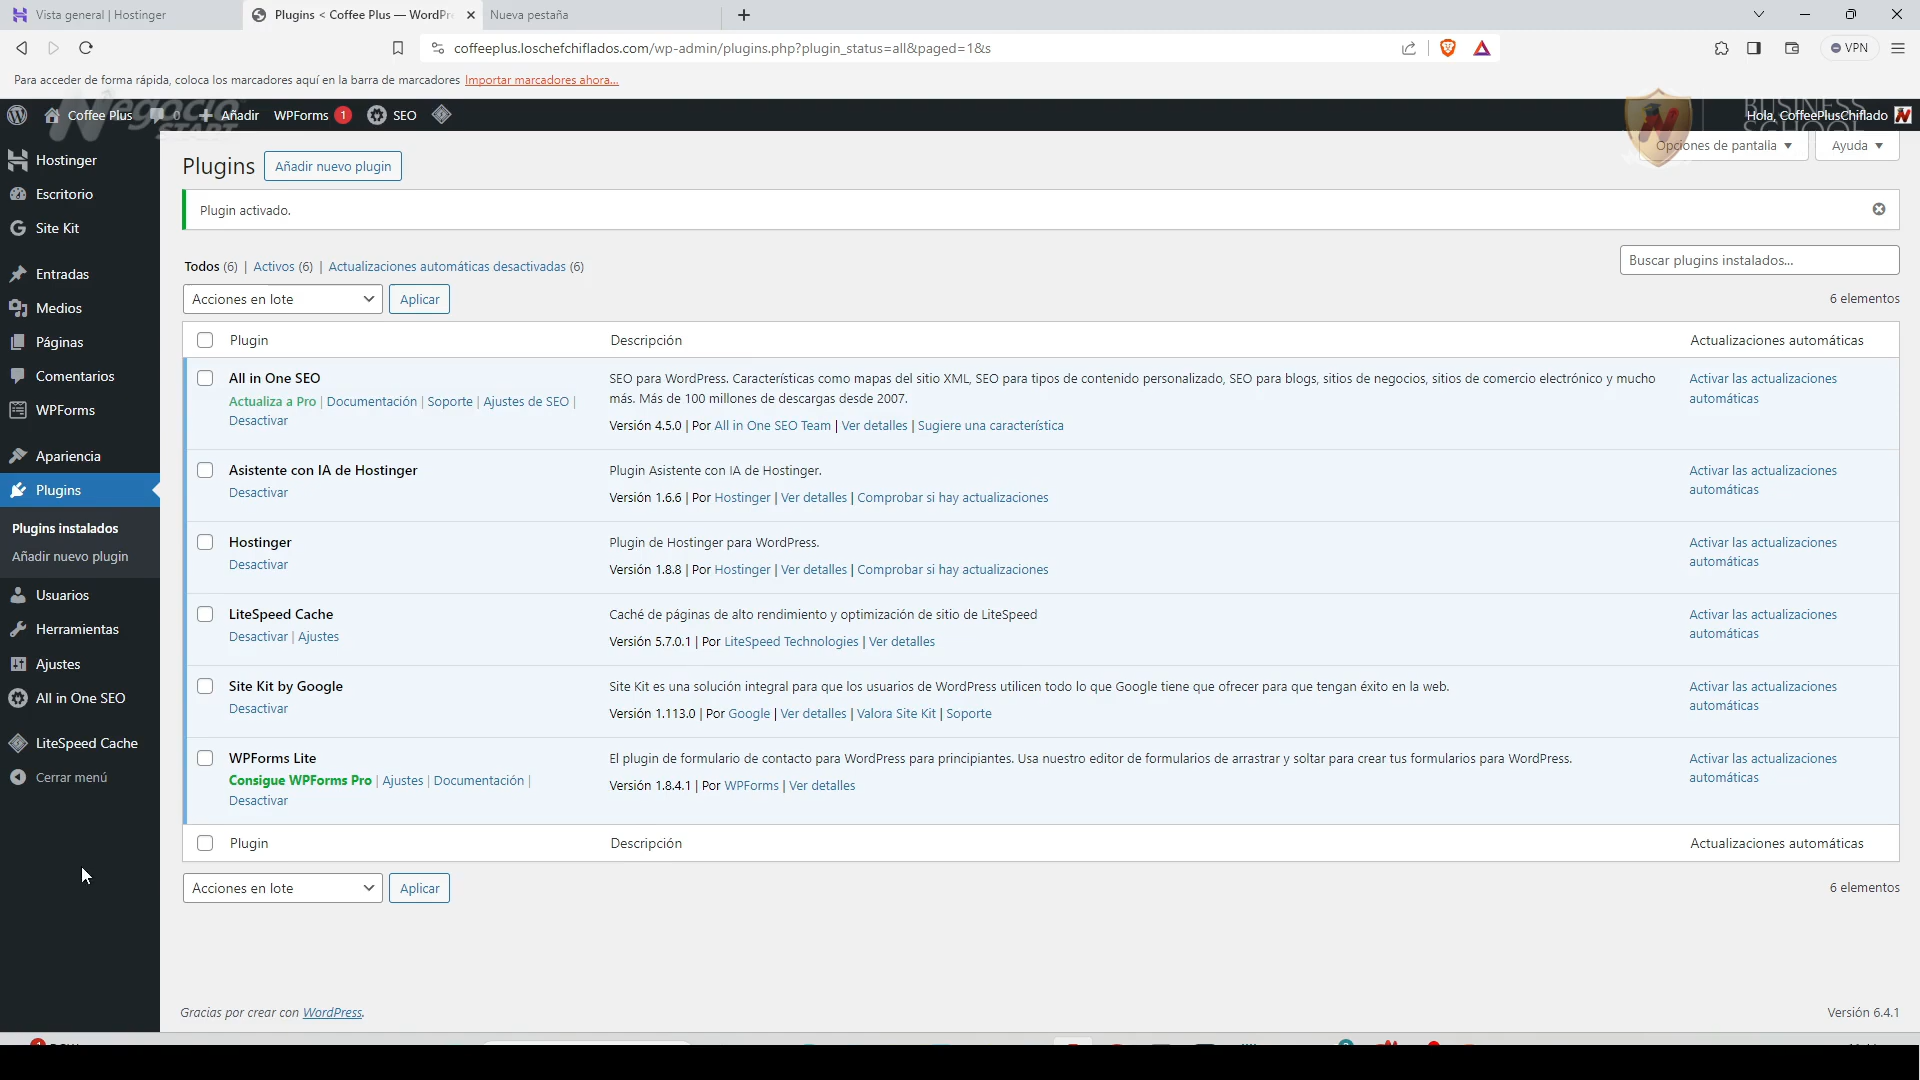 Vista general | Hostinger
Plugins < Coffee Plus — WordPr
Nueva pestaña
coffeeplus.loschefchiflados.com/wp-admin/plugins.php?plugin_status=all&paged=1&s
VPN
Para acceder de forma rápida, coloca los marcadores aquí en la barra de marcadores Importar marcadores ahora...
Negocio
START
BUSINESS
SCHOOL
Coffee Plus
0
Añadir
WPForms 1
SEO
Hola, CoffeePlusChiflado
Hostinger
Escritorio
Site Kit
Entradas
Medios
Páginas
Comentarios
WPForms
Apariencia
Plugins
Plugins instalados
Añadir nuevo plugin
Usuarios
Herramientas
Ajustes
All in One SEO
LiteSpeed Cache
Cerrar menú
Opciones de pantalla
Ayuda
Plugins
Añadir nuevo plugin
Plugin activado.
Todos (6) | Activos (6) | Actualizaciones automáticas desactivadas (6)
Buscar plugins instalados...
Acciones en lote
Aplicar
6 elementos
Plugin
Descripción
Actualizaciones automáticas
All in One SEO
Actualiza a Pro | Documentación | Soporte | Ajustes de SEO |
Desactivar
SEO para WordPress. Características como mapas del sitio XML, SEO para tipos de contenido personalizado, SEO para blogs, sitios de negocios, sitios de comercio electrónico y mucho
más. Más de 100 millones de descargas desde 2007.
Versión 4.5.0 | Por All in One SEO Team | Ver detalles | Sugiere una característica
Activar las actualizaciones
automáticas
Asistente con IA de Hostinger
Desactivar
Plugin Asistente con IA de Hostinger.
Versión 1.6.6 | Por Hostinger | Ver detalles | Comprobar si hay actualizaciones
Activar las actualizaciones
automáticas
Hostinger
Desactivar
Plugin de Hostinger para WordPress.
Versión 1.8.8 | Por Hostinger | Ver detalles | Comprobar si hay actualizaciones
Activar las actualizaciones
automáticas
LiteSpeed Cache
Desactivar | Ajustes
Caché de páginas de alto rendimiento y optimización de sitio de LiteSpeed
Versión 5.7.0.1 | Por LiteSpeed Technologies | Ver detalles
Activar las actualizaciones
automáticas
Site Kit by Google
Desactivar
Site Kit es una solución integral para que los usuarios de WordPress utilicen todo lo que Google tiene que ofrecer para que tengan éxito en la web.
Versión 1.113.0 | Por Google | Ver detalles | Valora Site Kit | Soporte
Activar las actualizaciones
automáticas
WPForms Lite
Consigue WPForms Pro | Ajustes | Documentación |
Desactivar
El plugin de formulario de contacto para WordPress para principiantes. Usa nuestro editor de formularios de arrastrar y soltar para crear tus formularios para WordPress.
Versión 1.8.4.1 | Por WPForms | Ver detalles
Activar las actualizaciones
automáticas
Plugin
Descripción
Actualizaciones automáticas
Acciones en lote
Aplicar
6 elementos
Gracias por crear con WordPress.
Versión 6.4.1